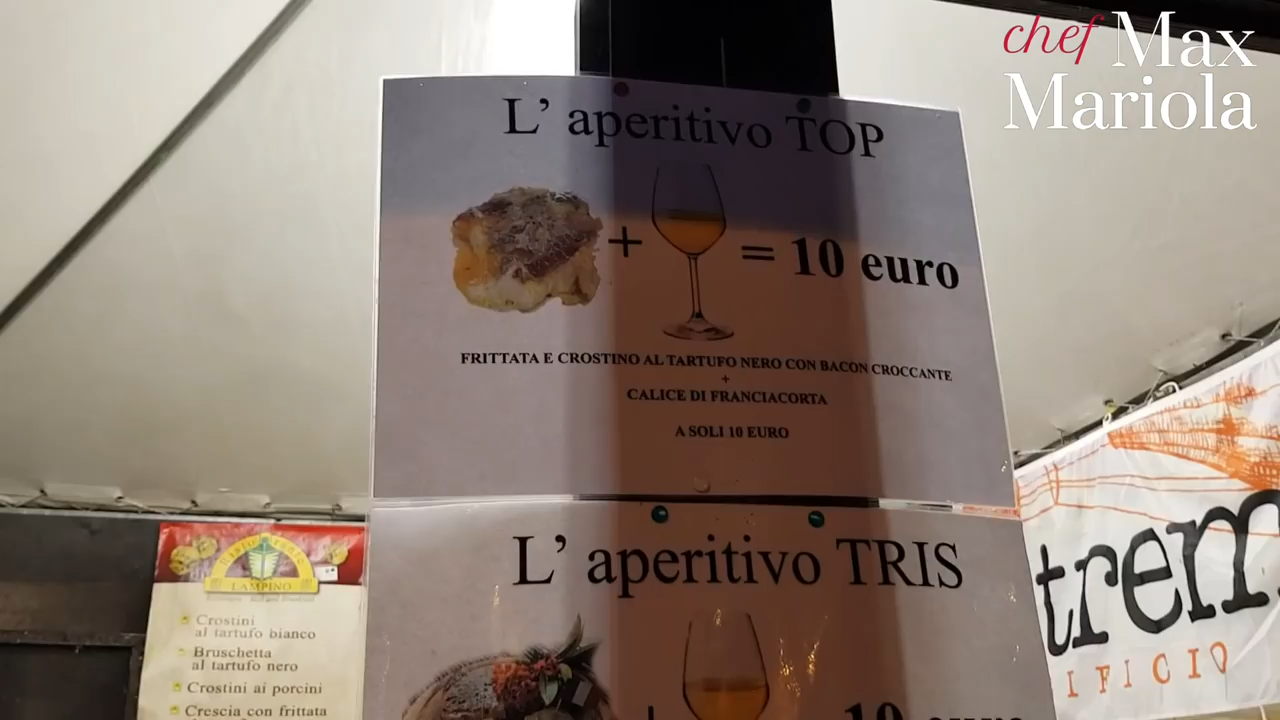 chef Max
Mariola
L' aperitivo TOP
+ = 10 euro
FRITTATA E CROSTINO AL TARTUFO NERO CON BACON CROCCANTE
+
CALICE DI FRANCIACORTA
A SOLI 10 EURO
L' aperitivo TRIS
10 euro
LAMPINO
Crostini
al tartufo bianco
Bruschetta
al tartufo nero
Crostini ai porcini
Crescia con frittata
trem
IFICIO